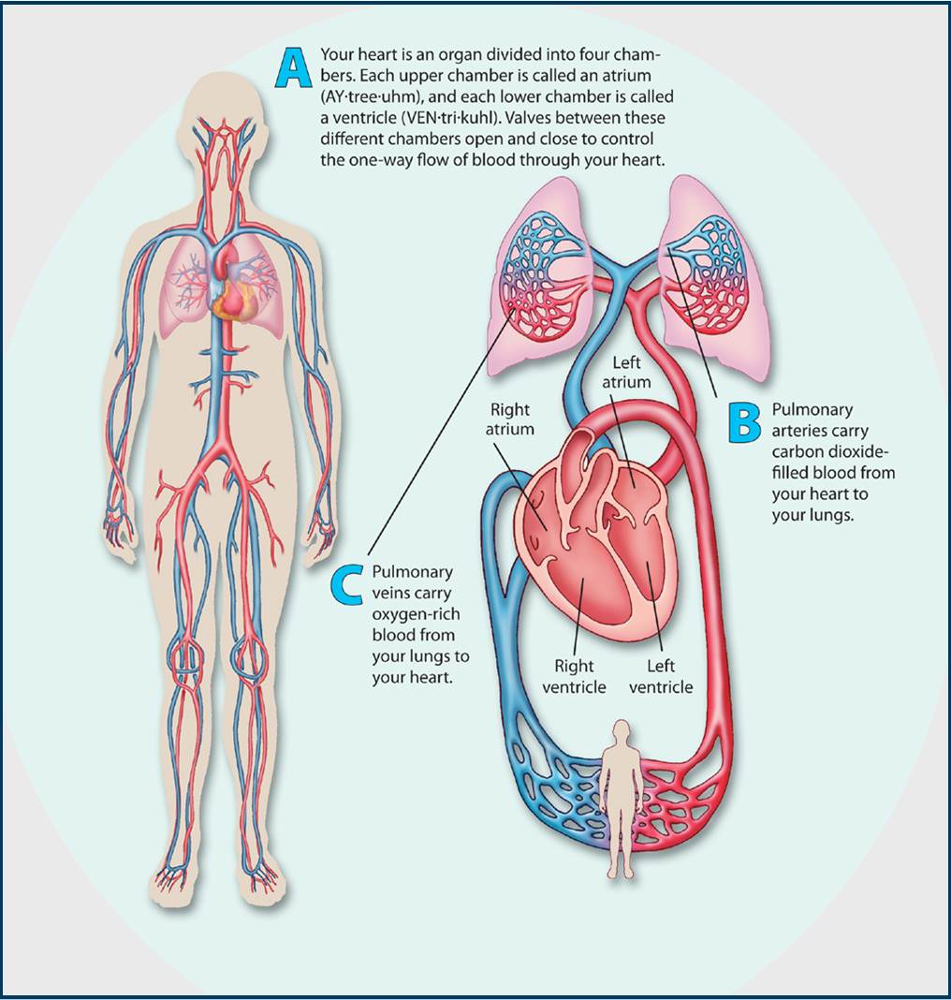 A
Your heart is an organ divided into four cham-
bers. Each upper chamber is called an atrium
(AY·tree·uhm), and each lower chamber is called
a ventricle (VEN·tri·kuhl). Valves between these
different chambers open and close to control
the one-way flow of blood through your heart.
Left
atrium
Right
atrium
B
Pulmonary
arteries carry
carbon dioxide-
filled blood from
your heart to
your lungs.
C
Pulmonary
veins carry
oxygen-rich
blood from
your lungs to
your heart.
Right
ventricle
Left
ventricle